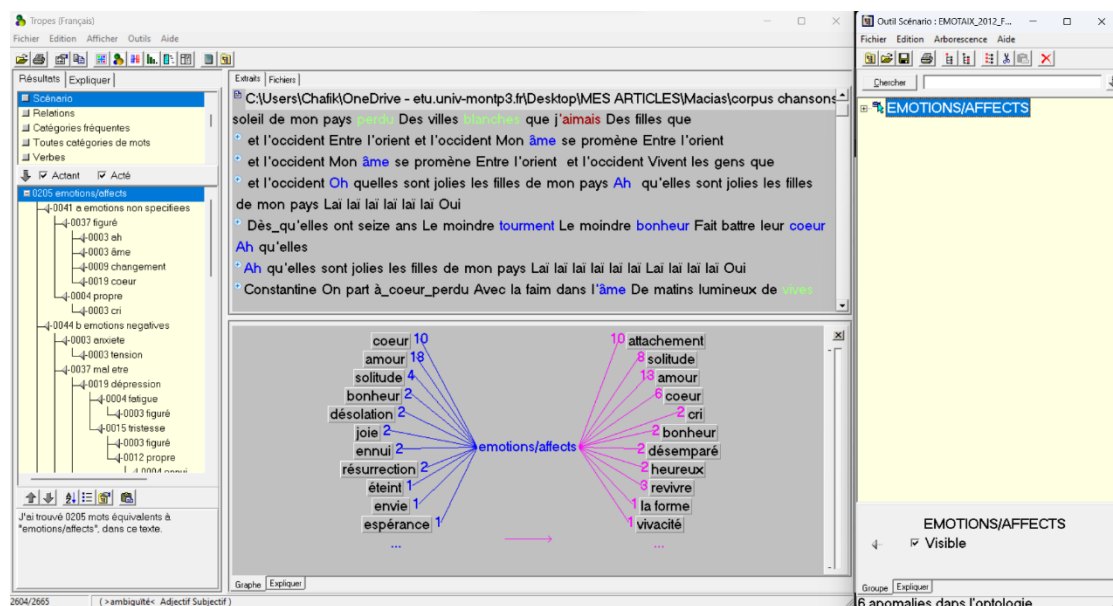 Tropes (Français)
Fichier Edition Afficher Outils Aide
Résultats Expliquer
Scénario
Relations
Catégories fréquentes
Toutes catégories de mots
Verbes
Actant Acté
0205 emotions/affects
0041 a emotions non specifiees
0037 figuré
0003 ah
0003 âme
0009 changement
0019 coeur
0004 propre
0003 cri
0044 b emotions negatives
0003 anxiete
0003 tension
0037 mal etre
0019 dépression
0004 fatigue
0003 figuré
0015 tristesse
0003 figuré
0012 propre
0004 ennui
J'ai trouvé 0205 mots équivalents à
"emotions/affects", dans ce texte.
2604/2665 ( >ambiguïté< Adjectif Subjectif )
Extraits Fichiers
C:\Users\Chafik\OneDrive - etu.univ-montp3.fr\Desktop\MES ARTICLES\Macias\corpus chansons
soleil de mon pays perdu Des villes blanches que j'aimais Des filles que
et l'occident Entre l'orient et l'occident Mon âme se promène Entre l'orient
et l'occident Mon âme se promène Entre l'orient et l'occident Vivent les gens que
et l'occident Oh quelles sont jolies les filles de mon pays Ah qu'elles sont jolies les filles
de mon pays Laï laï laï laï laï laï Oui
Dès_qu'elles ont seize ans Le moindre tourment Le moindre bonheur Fait battre leur coeur
Ah qu'elles
Ah qu'elles sont jolies les filles de mon pays Laï laï laï laï laï laï Laï laï laï laï Oui
Constantine On part à_coeur_perdu Avec la faim dans l'âme De matins lumineux de vives
coeur 10
amour 18
solitude 4
bonheur 2
désolation 2
joie 2
ennui 2
résurrection 2
éteint 1
envie 1
espérance 1
...
emotions/affects
10 attachement
8 solitude
13 amour
6 coeur
2 cri
2 bonheur
2 désemparé
2 heureux
3 revivre
1 la forme
1 vivacité
...
Graphe Expliquer
Outil Scénario : EMOTAIX_2012_F...
Fichier Edition Arborescence Aide
Chercher
EMOTIONS/AFFECTS
EMOTIONS/AFFECTS
Visible
Groupe Expliquer
6 anomalies dans l'ontologie